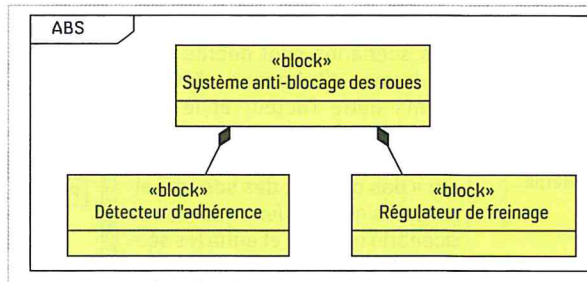 ABS
«block»
Système anti-blocage des roues
«block»
Détecteur d'adhérence
«block»
Régulateur de freinage